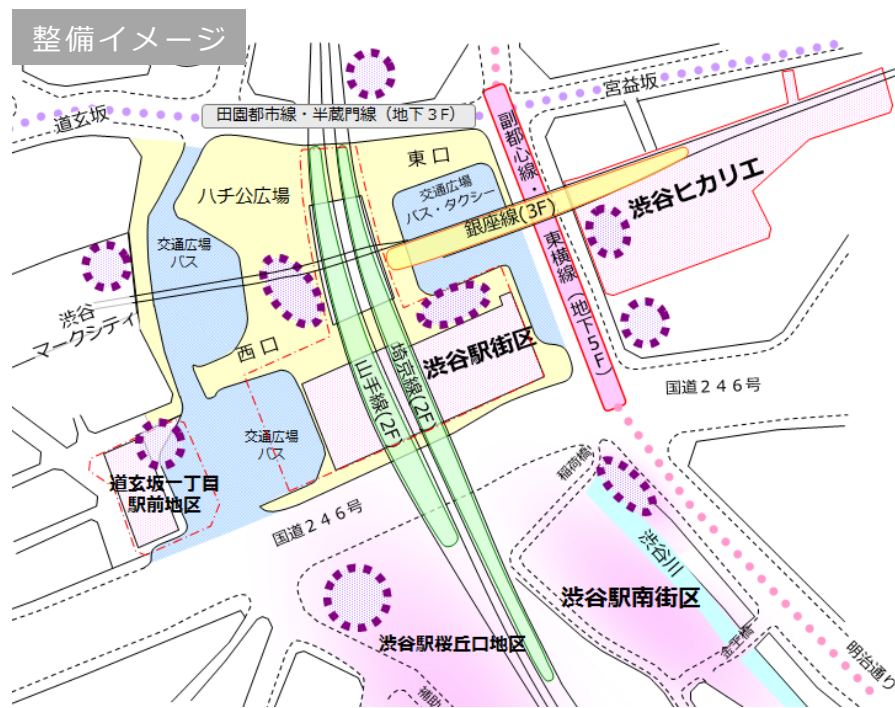 整備イメージ
宮益坂
道玄坂
田園都市線・半蔵門線（地下３F）
副都心線・東横線（地下５F）
東口
ハチ公広場
交通広場
バス・タクシー
渋谷ヒカリエ
銀座線(3F)
交通広場
バス
渋谷
マークシティ
西口
渋谷駅街区
埼京線(2F)
山手線(2F)
国道２４６号
交通広場
バス
道玄坂一丁目
駅前地区
稲荷橋
国道２４６号
渋谷川
渋谷駅南街区
渋谷駅桜丘口地区
金王橋
明治通り
補助